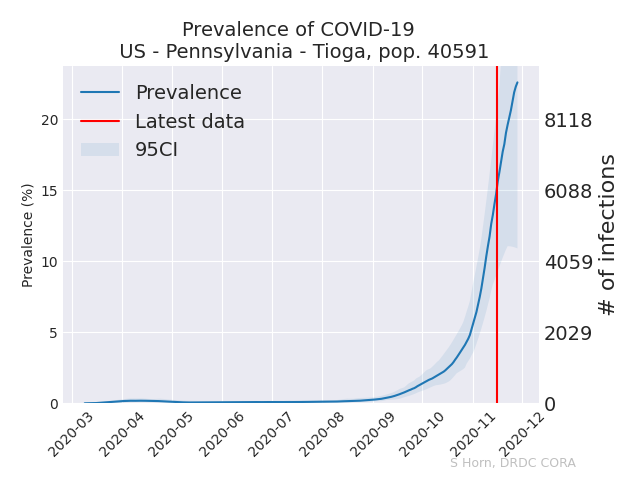 Prevalence of COVID-19
US - Pennsylvania - Tioga, pop. 40591
Prevalence
Latest data
95CI
Prevalence (%)
20
15
10
5
0
8118
6088
4059
2029
0
# of infections
2020-03
2020-04
2020-05
2020-06
2020-07
2020-08
2020-09
2020-10
2020-11
2020-12
S Horn, DRDC CORA